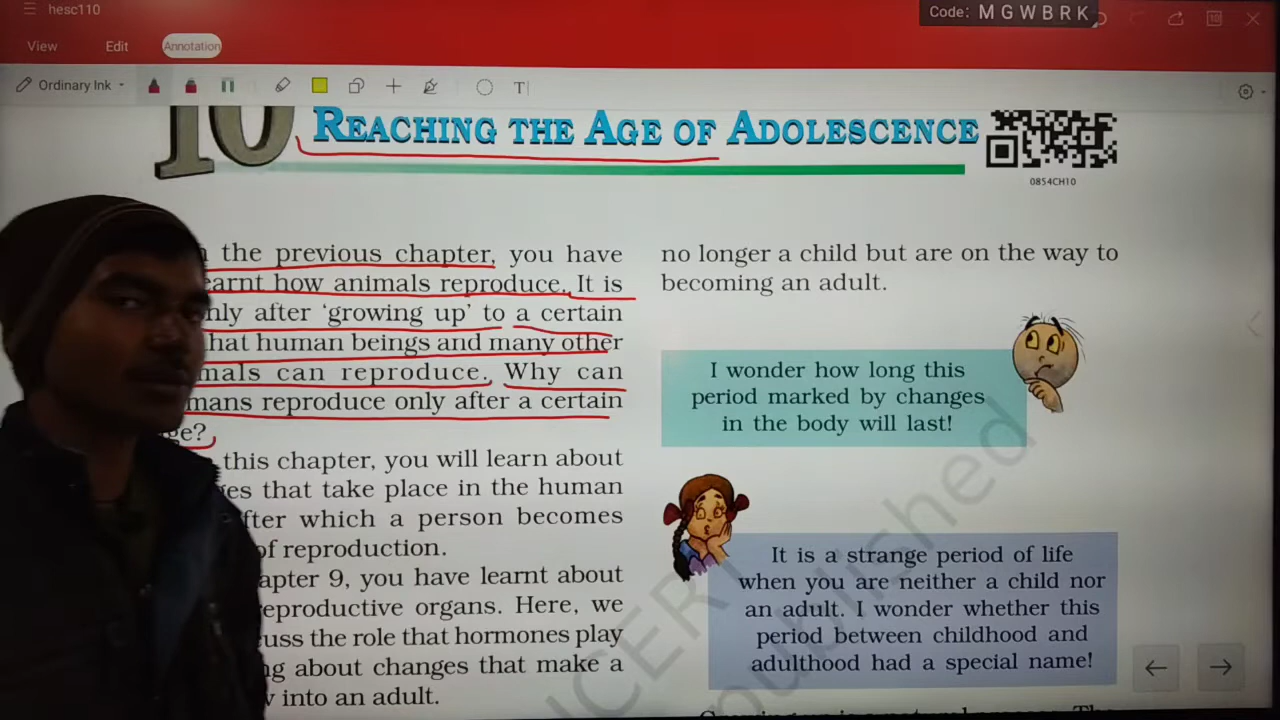 hesc110
Code: MGWBRK
View Edit Annotation
Ordinary Ink
10 REACHING THE AGE OF ADOLESCENCE
0854CH10
the previous chapter, you have
earnt how animals reproduce. It is
nly after 'growing up' to a certain
hat human beings and many other
mals can reproduce. Why can
mans reproduce only after a certain
ge?
this chapter, you will learn about
ges that take place in the human
fter which a person becomes
of reproduction.
apter 9, you have learnt about
eproductive organs. Here, we
cuss the role that hormones play
ng about changes that make a
into an adult.
no longer a child but are on the way to
becoming an adult.
I wonder how long this
period marked by changes
in the body will last!
It is a strange period of life
when you are neither a child nor
an adult. I wonder whether this
period between childhood and
adulthood had a special name!